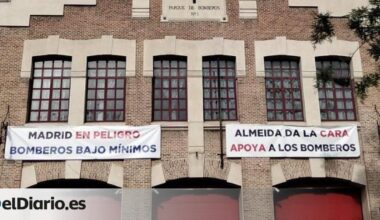 PARQUE DE BOMBEROS
Nº1
MADRID EN PELIGRO
BOMBEROS BAJO MÍNIMOS
ALMEIDA DA LA CARA
APOYA A LOS BOMBEROS
elDiario.es